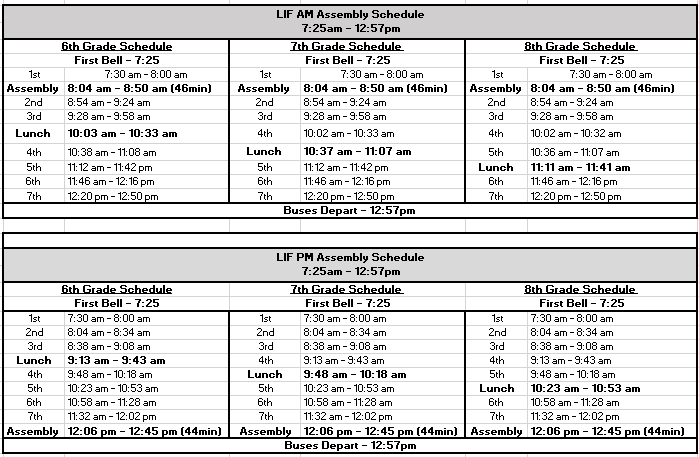 LIF AM Assembly Schedule
7:25am - 12:57pm
6th Grade Schedule 7th Grade Schedule 8th Grade Schedule
First Bell - 7:25 First Bell - 7:25 First Bell - 7:25
1st 7:30 am - 8:00 am 1st 7:30 am - 8:00 am 1st 7:30 am - 8:00 am
Assembly 8:04 am - 8:50 am (46min) Assembly 8:04 am - 8:50 am (46min) Assembly 8:04 am - 8:50 am (46min)
2nd 8:54 am - 9:24 am 2nd 8:54 am - 9:24 am 2nd 8:54 am - 9:24 am
3rd 9:28 am - 9:58 am 3rd 9:28 am - 9:58 am 3rd 9:28 am - 9:58 am
Lunch 10:03 am - 10:33 am 4th 10:02 am - 10:33 am 4th 10:02 am - 10:32 am
4th 10:38 am - 11:08 am Lunch 10:37 am - 11:07 am 5th 10:36 am - 11:07 am
5th 11:12 am - 11:42 pm 5th 11:12 am - 11:42 pm Lunch 11:11 am - 11:41 am
6th 11:46 am - 12:16 pm 6th 11:46 am - 12:16 pm 6th 11:46 am - 12:16 pm
7th 12:20 pm - 12:50 pm 7th 12:20 pm - 12:50 pm 7th 12:20 pm - 12:50 pm
Buses Depart - 12:57pm
LIF PM Assembly Schedule
7:25am - 12:57pm
6th Grade Schedule 7th Grade Schedule 8th Grade Schedule
First Bell - 7:25 First Bell - 7:25 First Bell - 7:25
1st 7:30 am - 8:00 am 1st 7:30 am - 8:00 am 1st 7:30 am - 8:00 am
2nd 8:04 am - 8:34 am 2nd 8:04 am - 8:34 am 2nd 8:04 am - 8:34 am
3rd 8:38 am - 9:08 am 3rd 8:38 am - 9:08 am 3rd 8:38 am - 9:08 am
Lunch 9:13 am - 9:43 am 4th 9:13 am - 9:43 am 4th 9:13 am - 9:43 am
4th 9:48 am - 10:18 am Lunch 9:48 am - 10:18 am 5th 9:48 am - 10:18 am
5th 10:23 am - 10:53 am 5th 10:23 am - 10:53 am Lunch 10:23 am - 10:53 am
6th 10:58 am - 11:28 am 6th 10:58 am - 11:28 am 6th 10:58 am - 11:28 am
7th 11:32 am - 12:02 pm 7th 11:32 am - 12:02 pm 7th 11:32 am - 12:02 pm
Assembly 12:06 pm - 12:45 pm (44min) Assembly 12:06 pm - 12:45 pm (44min) Assembly 12:06 pm - 12:45 pm (44min)
Buses Depart - 12:57pm